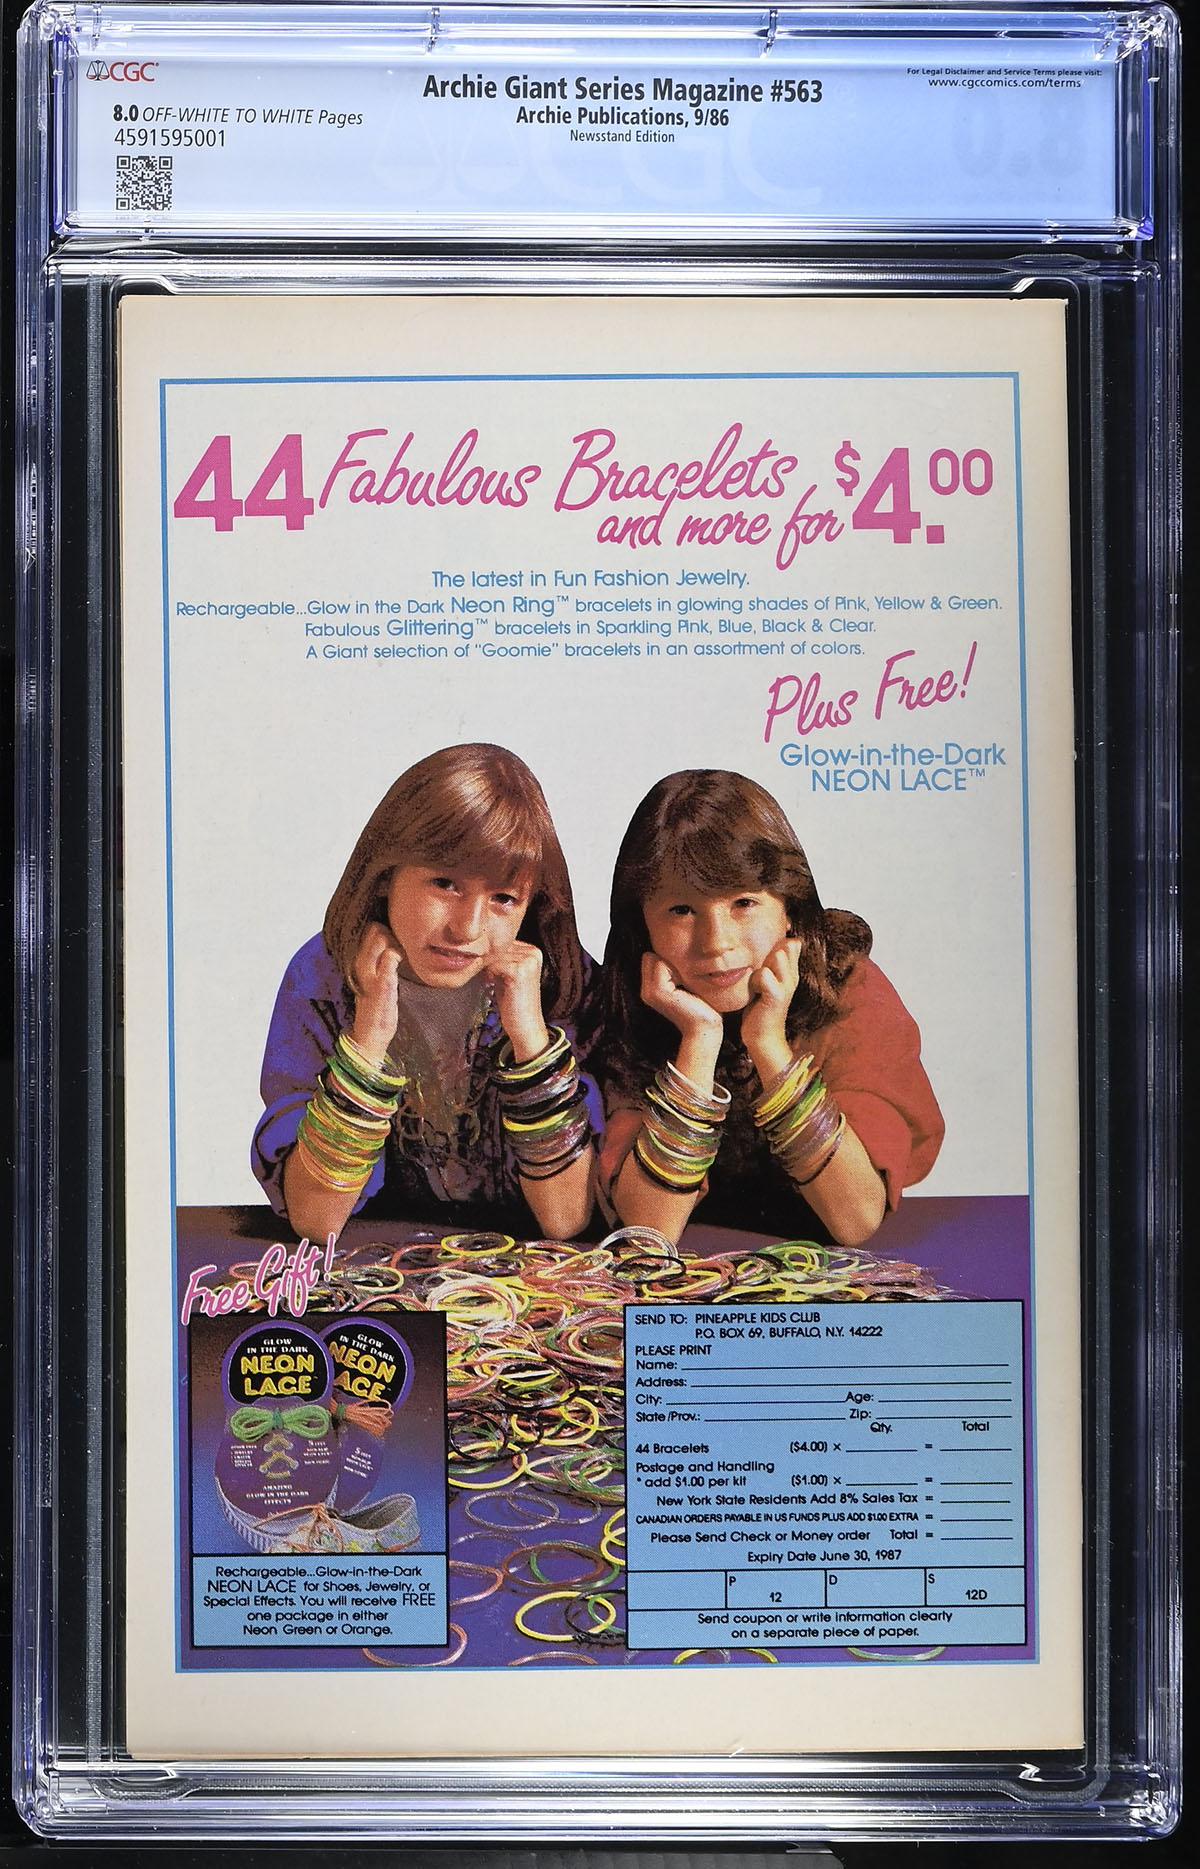 CGC
Archie Giant Series Magazine #563
For Legal Disclaimer and Service Terms please visit:
www.cgccomics.com/terms
8.0 OFF-WHITE TO WHITE Pages
Archie Publications, 9/86
4591595001
Newsstand Edition
44 Fabulous Bracelets
and more for $4.00
The latest in Fun Fashion Jewelry.
Rechargeable...Glow in the Dark Neon Ring™ bracelets in glowing shades of Pink, Yellow & Green.
Fabulous Glittering™ bracelets in Sparkling Pink, Blue, Black & Clear.
A Giant selection of "Goomie" bracelets in an assortment of colors.
Plus Free!
Glow-in-the-Dark
NEON LACE™
Free Gift!
GLOW
IN THE DARK
NEON
LACE
GLOW
IN THE DARK
NEON
LACE
AMAZING
GLOW IN THE DARK
EFFECTS
Rechargeable...Glow-in-the-Dark
NEON LACE for Shoes, Jewelry, or
Special Effects. You will receive FREE
one package in either
Neon Green or Orange.
SEND TO: PINEAPPLE KIDS CLUB
P.O. BOX 69, BUFFALO, N.Y. 14222
PLEASE PRINT
Name:
Address:
City: Age:
State/Prov.: Zip:
Qty. Total
44 Bracelets ($4.00) × =
Postage and Handling
* add $1.00 per kit ($1.00) × =
New York State Residents Add 8% Sales Tax =
CANADIAN ORDERS PAYABLE IN US FUNDS PLUS ADD $1.00 EXTRA =
Please Send Check or Money order Total =
Expiry Date June 30, 1987
P 12 D S 12D
Send coupon or write information clearly
on a separate piece of paper.